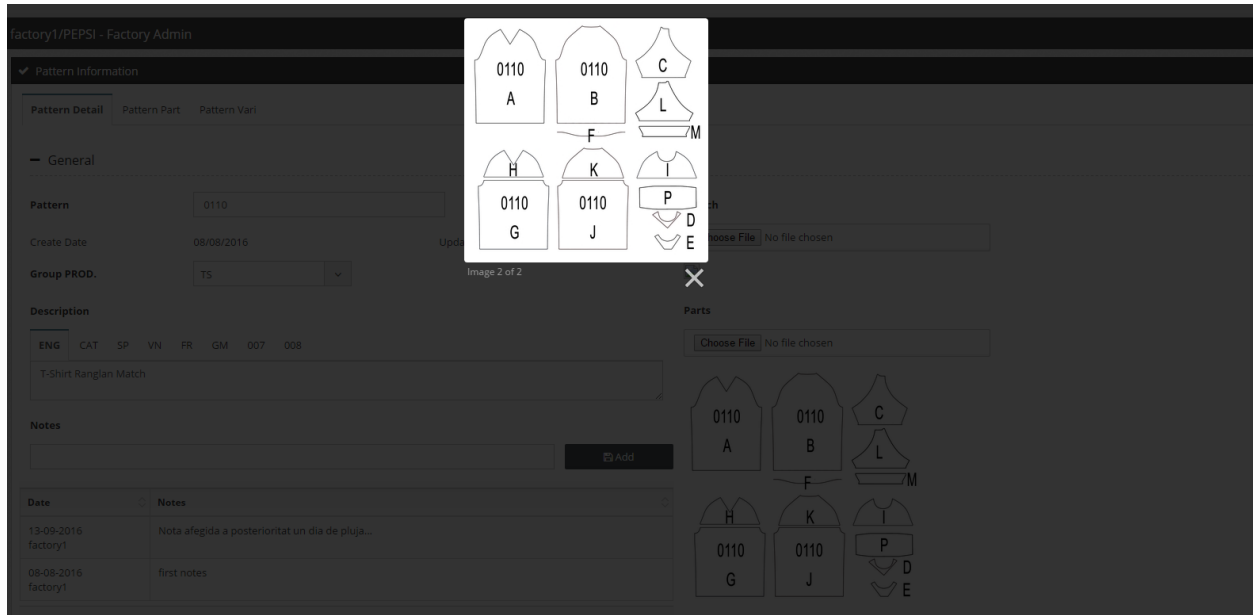 factory1/PEPSI - Factory Admin
Pattern Information
Pattern Detail Pattern Part Pattern Vari
General
Pattern 0110
Create Date 08/08/2016 Upda
Group PROD. TS
Description
ENG CAT SP VN FR GM 007 008
T-Shirt Ranglan Match
Notes
Add
Date Notes
13-09-2016 Nota afegida a posterioritat un dia de pluja...
factory1
08-08-2016 first notes
factory1
0110 0110 C
A B L
F M
H K I
0110 0110 P
G J D
E
Image 2 of 2
ch
Choose File No file chosen
Parts
Choose File No file chosen
0110 0110 C
A B L
F M
H K I
0110 0110 P
G J D
E